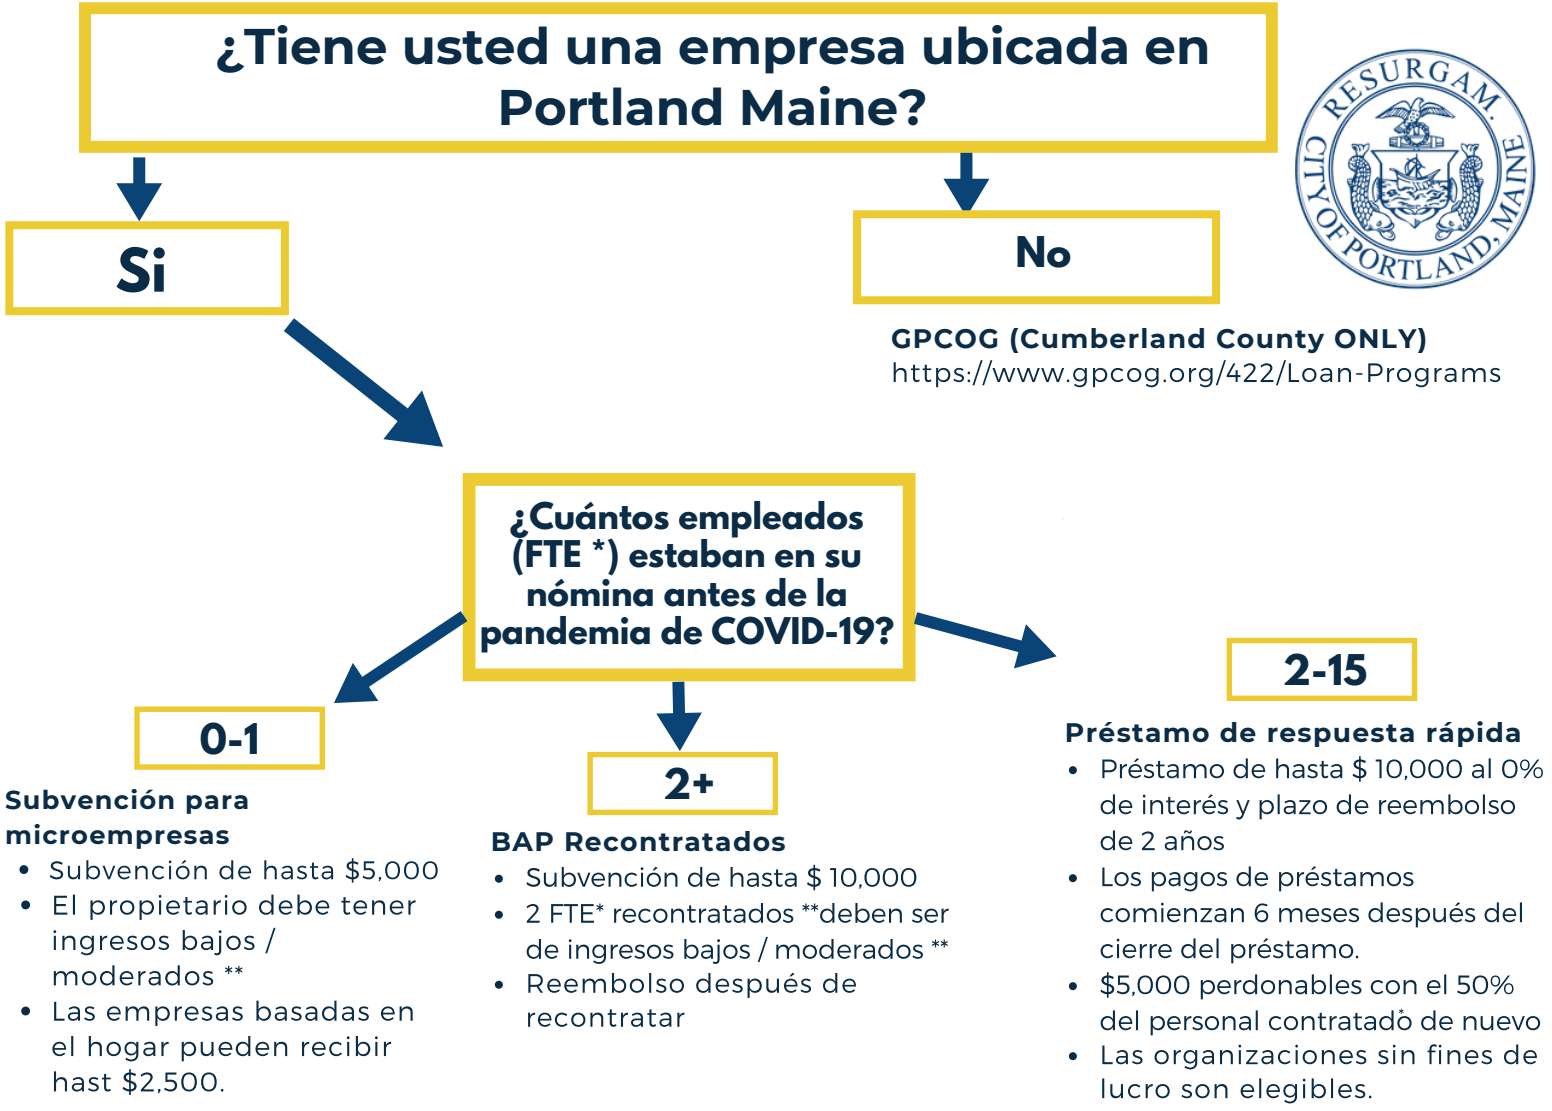 ¿Tiene usted una empresa ubicada en
Portland Maine?
RESURGAM.
CITY OF PORTLAND, MAINE
Si
No
GPCOG (Cumberland County ONLY)
https://www.gpcog.org/422/Loan-Programs
¿Cuántos empleados
(FTE *) estaban en su
nómina antes de la
pandemia de COVID-19?
0-1
Subvención para
microempresas
• Subvención de hasta $5,000
• El propietario debe tener
ingresos bajos /
moderados **
• Las empresas basadas en
el hogar pueden recibir
hast $2,500.
2+
BAP Recontratados
• Subvención de hasta $ 10,000
• 2 FTE* recontratados **deben ser
de ingresos bajos / moderados **
• Reembolso después de
recontratar
2-15
Préstamo de respuesta rápida
• Préstamo de hasta $ 10,000 al 0%
de interés y plazo de reembolso
de 2 años
• Los pagos de préstamos
comienzan 6 meses después del
cierre del préstamo.
• $5,000 perdonables con el 50%
del personal contratado* de nuevo
• Las organizaciones sin fines de
lucro son elegibles.